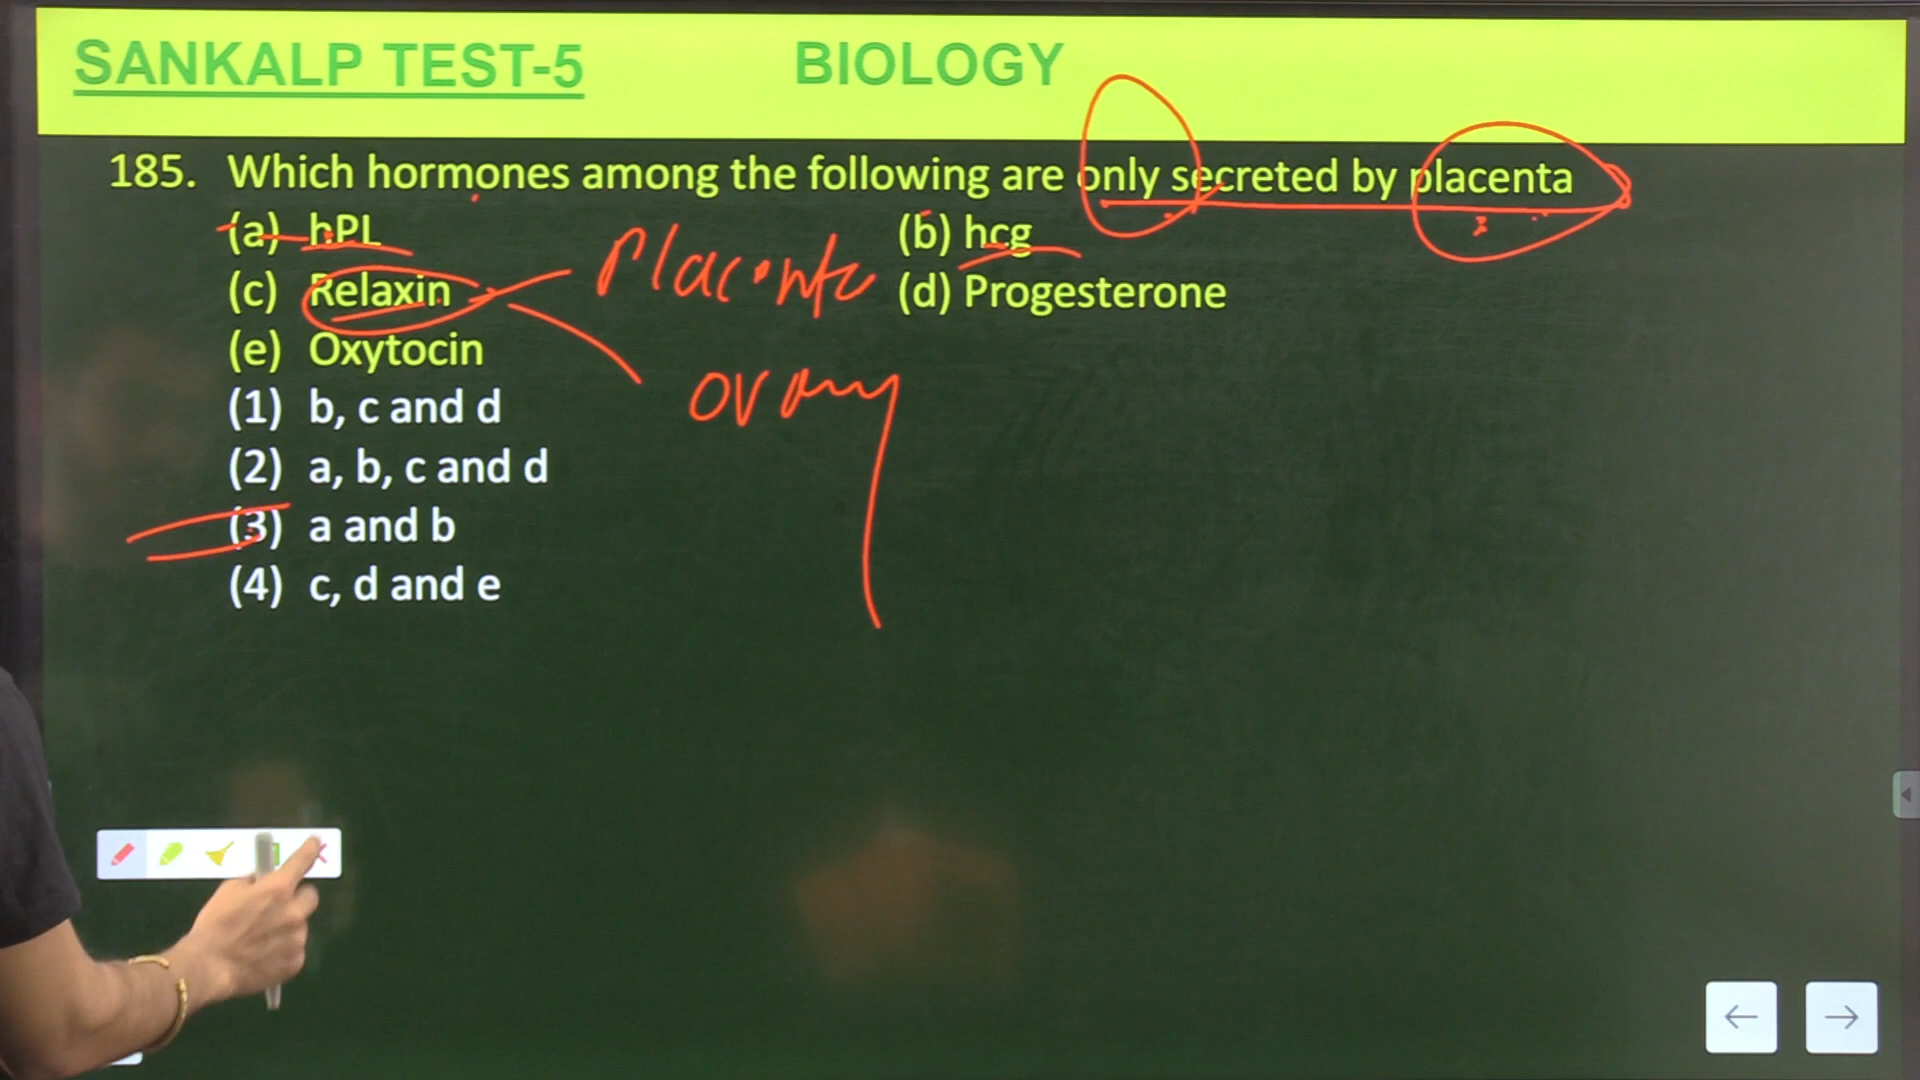 SANKALP TEST-5 BIOLOGY
185. Which hormones among the following are only secreted by placenta
(a) hPL (b) hcg
(c) Relaxin Placenta (d) Progesterone
(e) Oxytocin
ovary
(1) b, c and d
(2) a, b, c and d
(3) a and b
(4) c, d and e